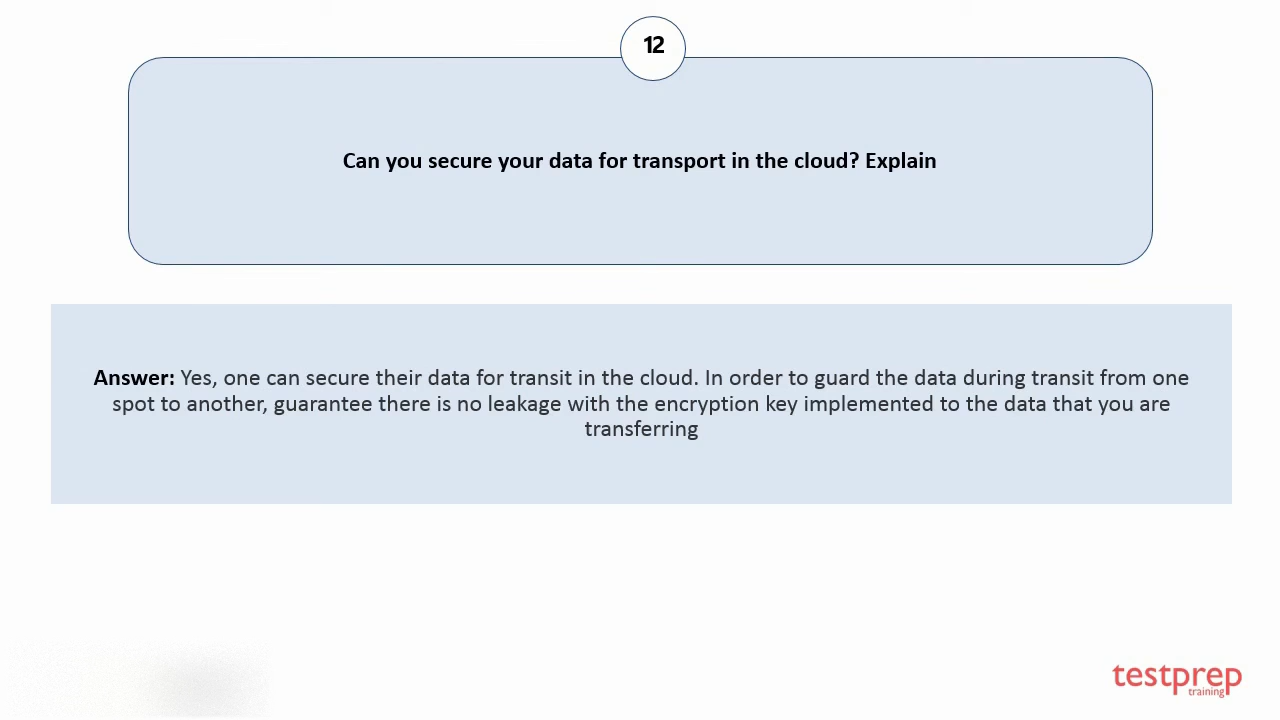 12
Can you secure your data for transport in the cloud? Explain
Answer: Yes, one can secure their data for transit in the cloud. In order to guard the data during transit from one
spot to another, guarantee there is no leakage with the encryption key implemented to the data that you are
transferring
testprep
training